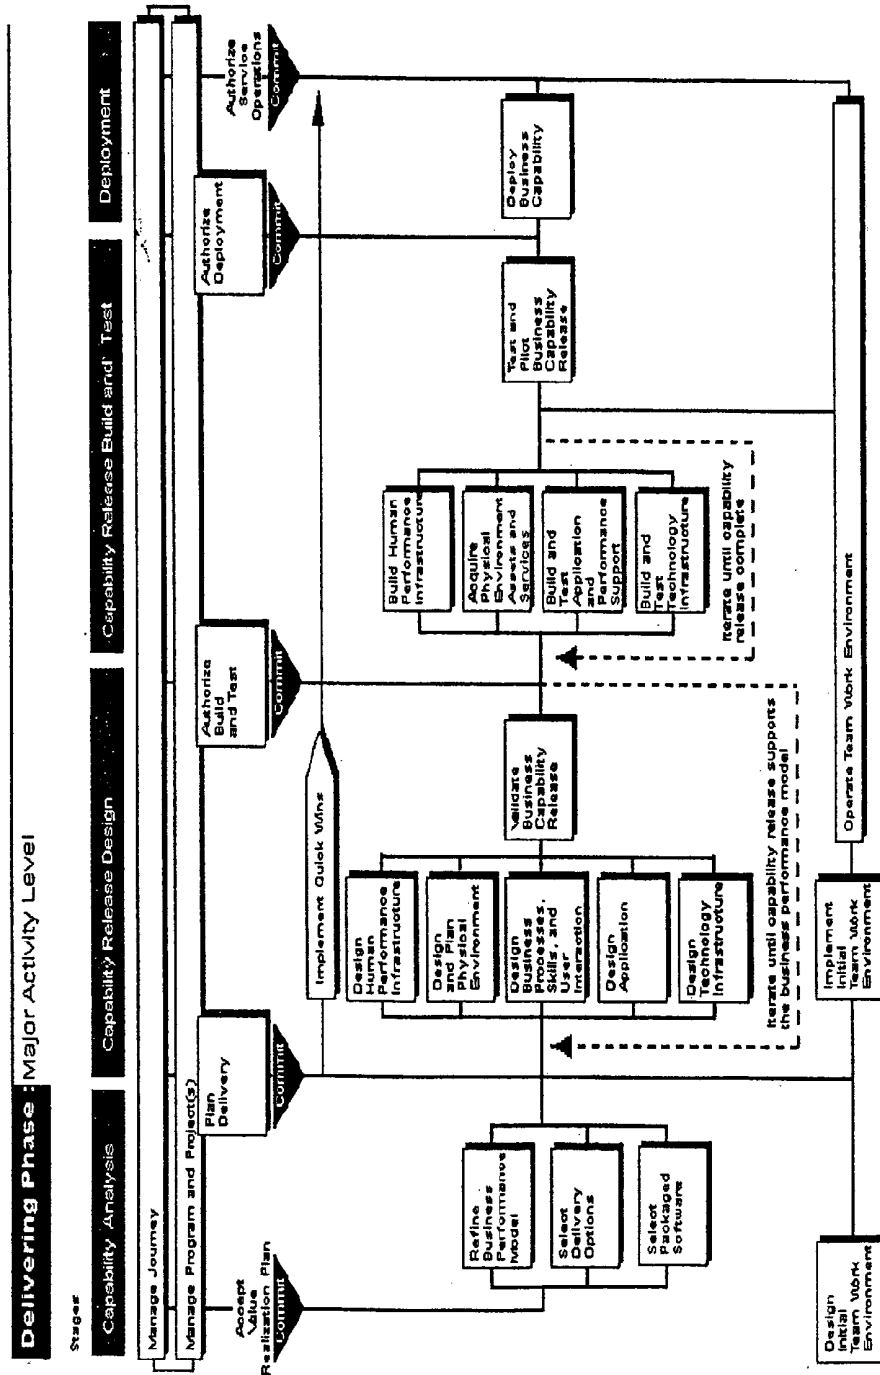 Delivering Phase : Major Activity Level
Stages
Capability Analysis
Capability Release Design
Capability Release Build and Test
Deployment
Manage Journey
Manage Program and Project(s)
Accept
Value
Realization Plan
Commit
Plan
Delivery
Commit
Authorize
Build
and Test
Commit
Authorize
Deployment
Commit
Authorize
Service
Operations
Commit
Implement Quick Wins
Refine
Business
Performance
Model
Select
Delivery
Options
Select
Packaged
Software
Design
Human
Performance
Infrastructure
Design
and Plan
Physical
Environment
Design
Business
Processes,
Skills, and
User
Interaction
Design
Application
Design
Technology
Infrastructure
Validate
Business
Capability
Release
Build Human
Performance
Infrastructure
Acquire
Physical
Environment
Assets and
Services
Build and
Test
Application
and
Performance
Support
Build and
Test
Technology
Infrastructure
Test and
Pilot
Business
Capability
Release
Deploy
Business
Capability
Iterate until capability
release complete
Iterate until capability release supports
the business performance model
Design
Initial
Team Work
Environment
Implement
Initial
Team Work
Environment
Operate Team Work Environment